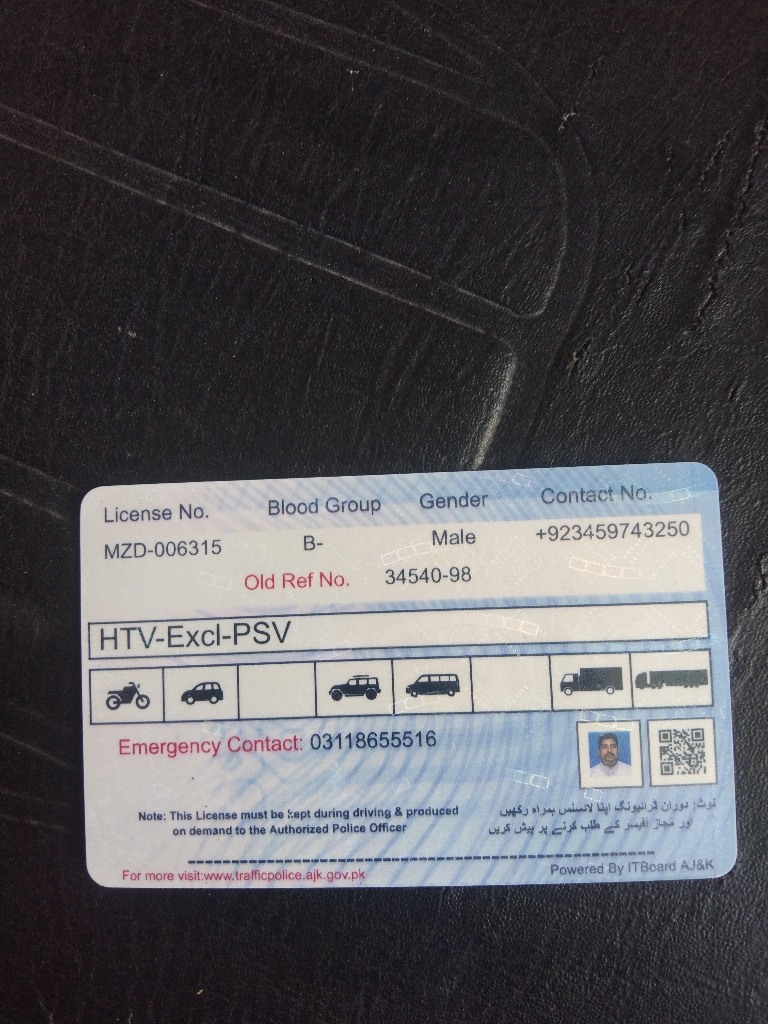 License No. Blood Group Gender Contact No.
MZD-006315 B- Male +923459743250
Old Ref No. 34540-98
HTV-Excl-PSV
Emergency Contact: 03118655516
Note: This License must be kept during driving & produced
on demand to the Authorized Police Officer
نوٹ: دوران ڈرائیونگ اپنا لائسنس ہمراہ رکھیں
اور مجاز آفیسر کے طلب کرنے پر پیش کریں
For more visit:www.trafficpolice.ajk.gov.pk
Powered By ITBoard AJ&K